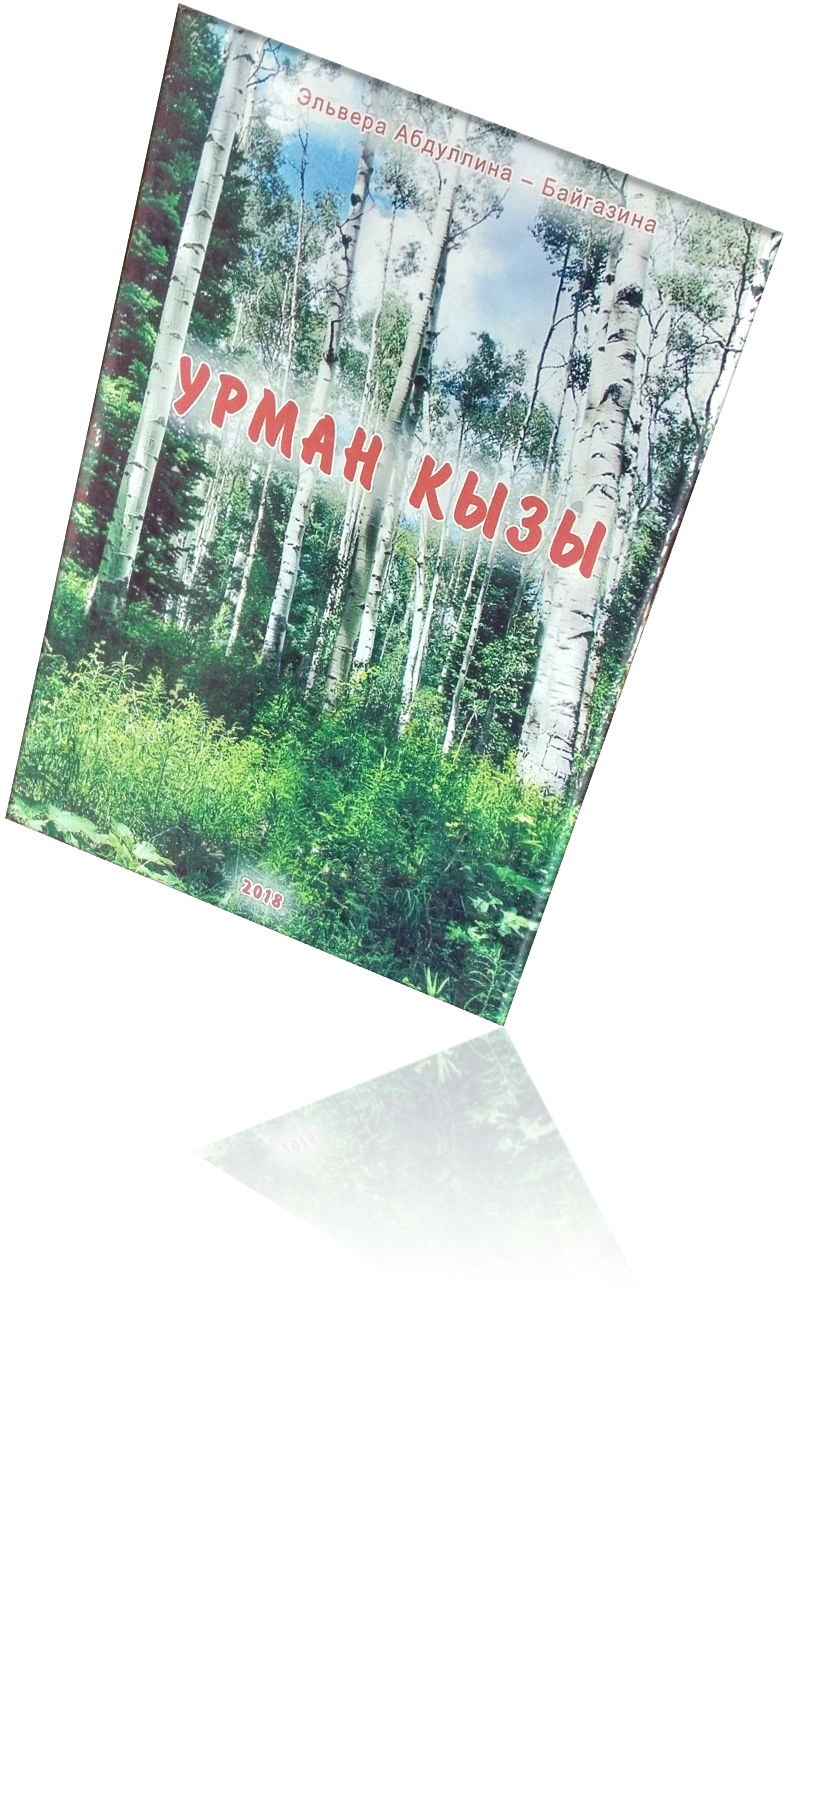 Эльвера Абдуллина – Байгазина
УРМАН КЫЗЫ
2018